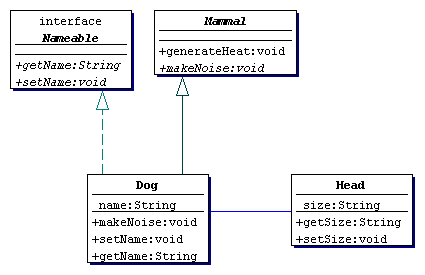 interface
Nameable
+getName:String
+setName:void
Mammal
+generateHeat:void
+makeNoise:void
Dog
name:String
+makeNoise:void
+setName:void
+getName:String
Head
size:String
+getSize:String
+setSize:void